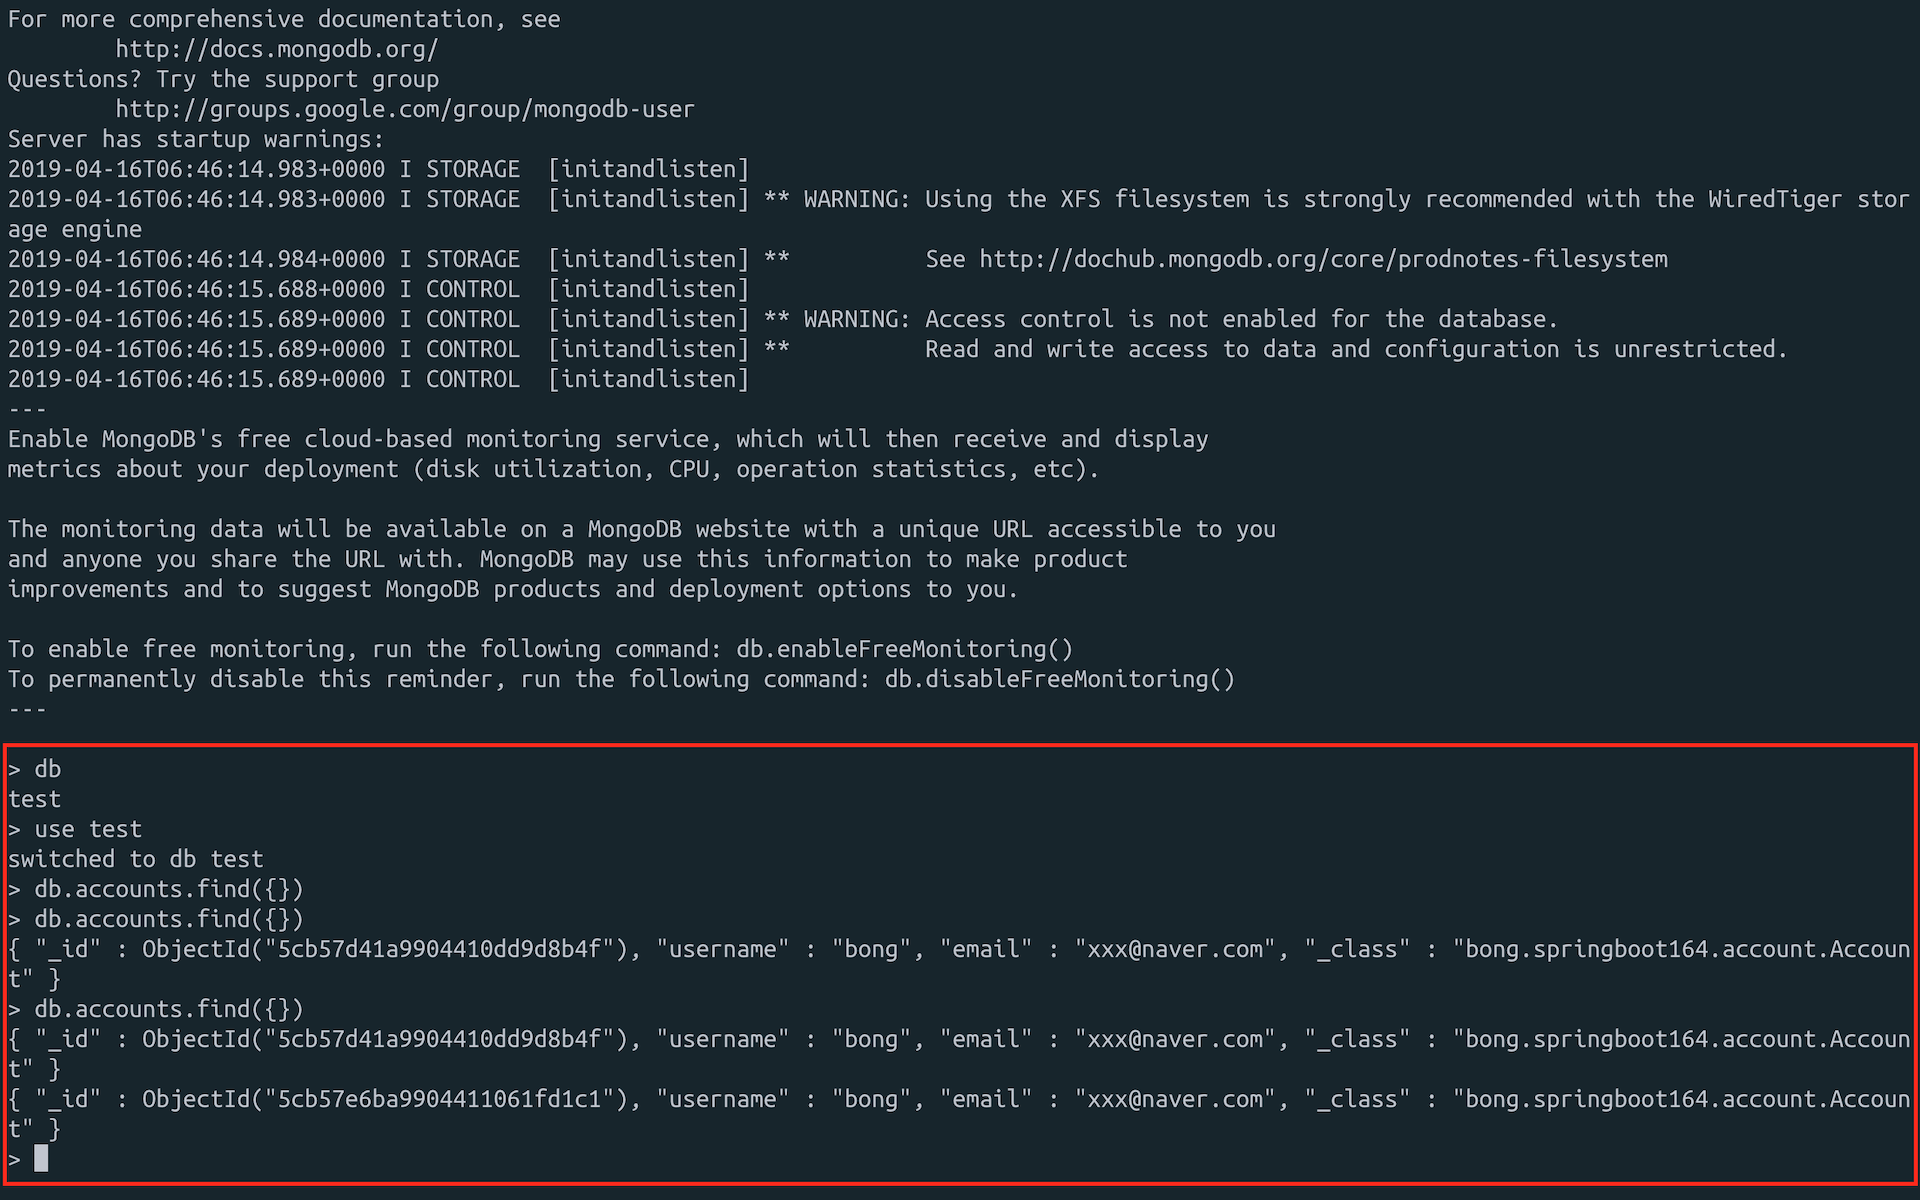 For more comprehensive documentation, see
        http://docs.mongodb.org/
Questions? Try the support group
        http://groups.google.com/group/mongodb-user
Server has startup warnings:
2019-04-16T06:46:14.983+0000 I STORAGE  [initandlisten]
2019-04-16T06:46:14.983+0000 I STORAGE  [initandlisten] ** WARNING: Using the XFS filesystem is strongly recommended with the WiredTiger stor
age engine
2019-04-16T06:46:14.984+0000 I STORAGE  [initandlisten] **          See http://dochub.mongodb.org/core/prodnotes-filesystem
2019-04-16T06:46:15.688+0000 I CONTROL  [initandlisten]
2019-04-16T06:46:15.689+0000 I CONTROL  [initandlisten] ** WARNING: Access control is not enabled for the database.
2019-04-16T06:46:15.689+0000 I CONTROL  [initandlisten] **          Read and write access to data and configuration is unrestricted.
2019-04-16T06:46:15.689+0000 I CONTROL  [initandlisten]
---
Enable MongoDB's free cloud-based monitoring service, which will then receive and display
metrics about your deployment (disk utilization, CPU, operation statistics, etc).

The monitoring data will be available on a MongoDB website with a unique URL accessible to you
and anyone you share the URL with. MongoDB may use this information to make product
improvements and to suggest MongoDB products and deployment options to you.

To enable free monitoring, run the following command: db.enableFreeMonitoring()
To permanently disable this reminder, run the following command: db.disableFreeMonitoring()
---

> db
test
> use test
switched to db test
> db.accounts.find({})
> db.accounts.find({})
{ "_id" : ObjectId("5cb57d41a9904410dd9d8b4f"), "username" : "bong", "email" : "xxx@naver.com", "_class" : "bong.springboot164.account.Accoun
t" }
> db.accounts.find({})
{ "_id" : ObjectId("5cb57d41a9904410dd9d8b4f"), "username" : "bong", "email" : "xxx@naver.com", "_class" : "bong.springboot164.account.Accoun
t" }
{ "_id" : ObjectId("5cb57e6ba9904411061fd1c1"), "username" : "bong", "email" : "xxx@naver.com", "_class" : "bong.springboot164.account.Accoun
t" }
>